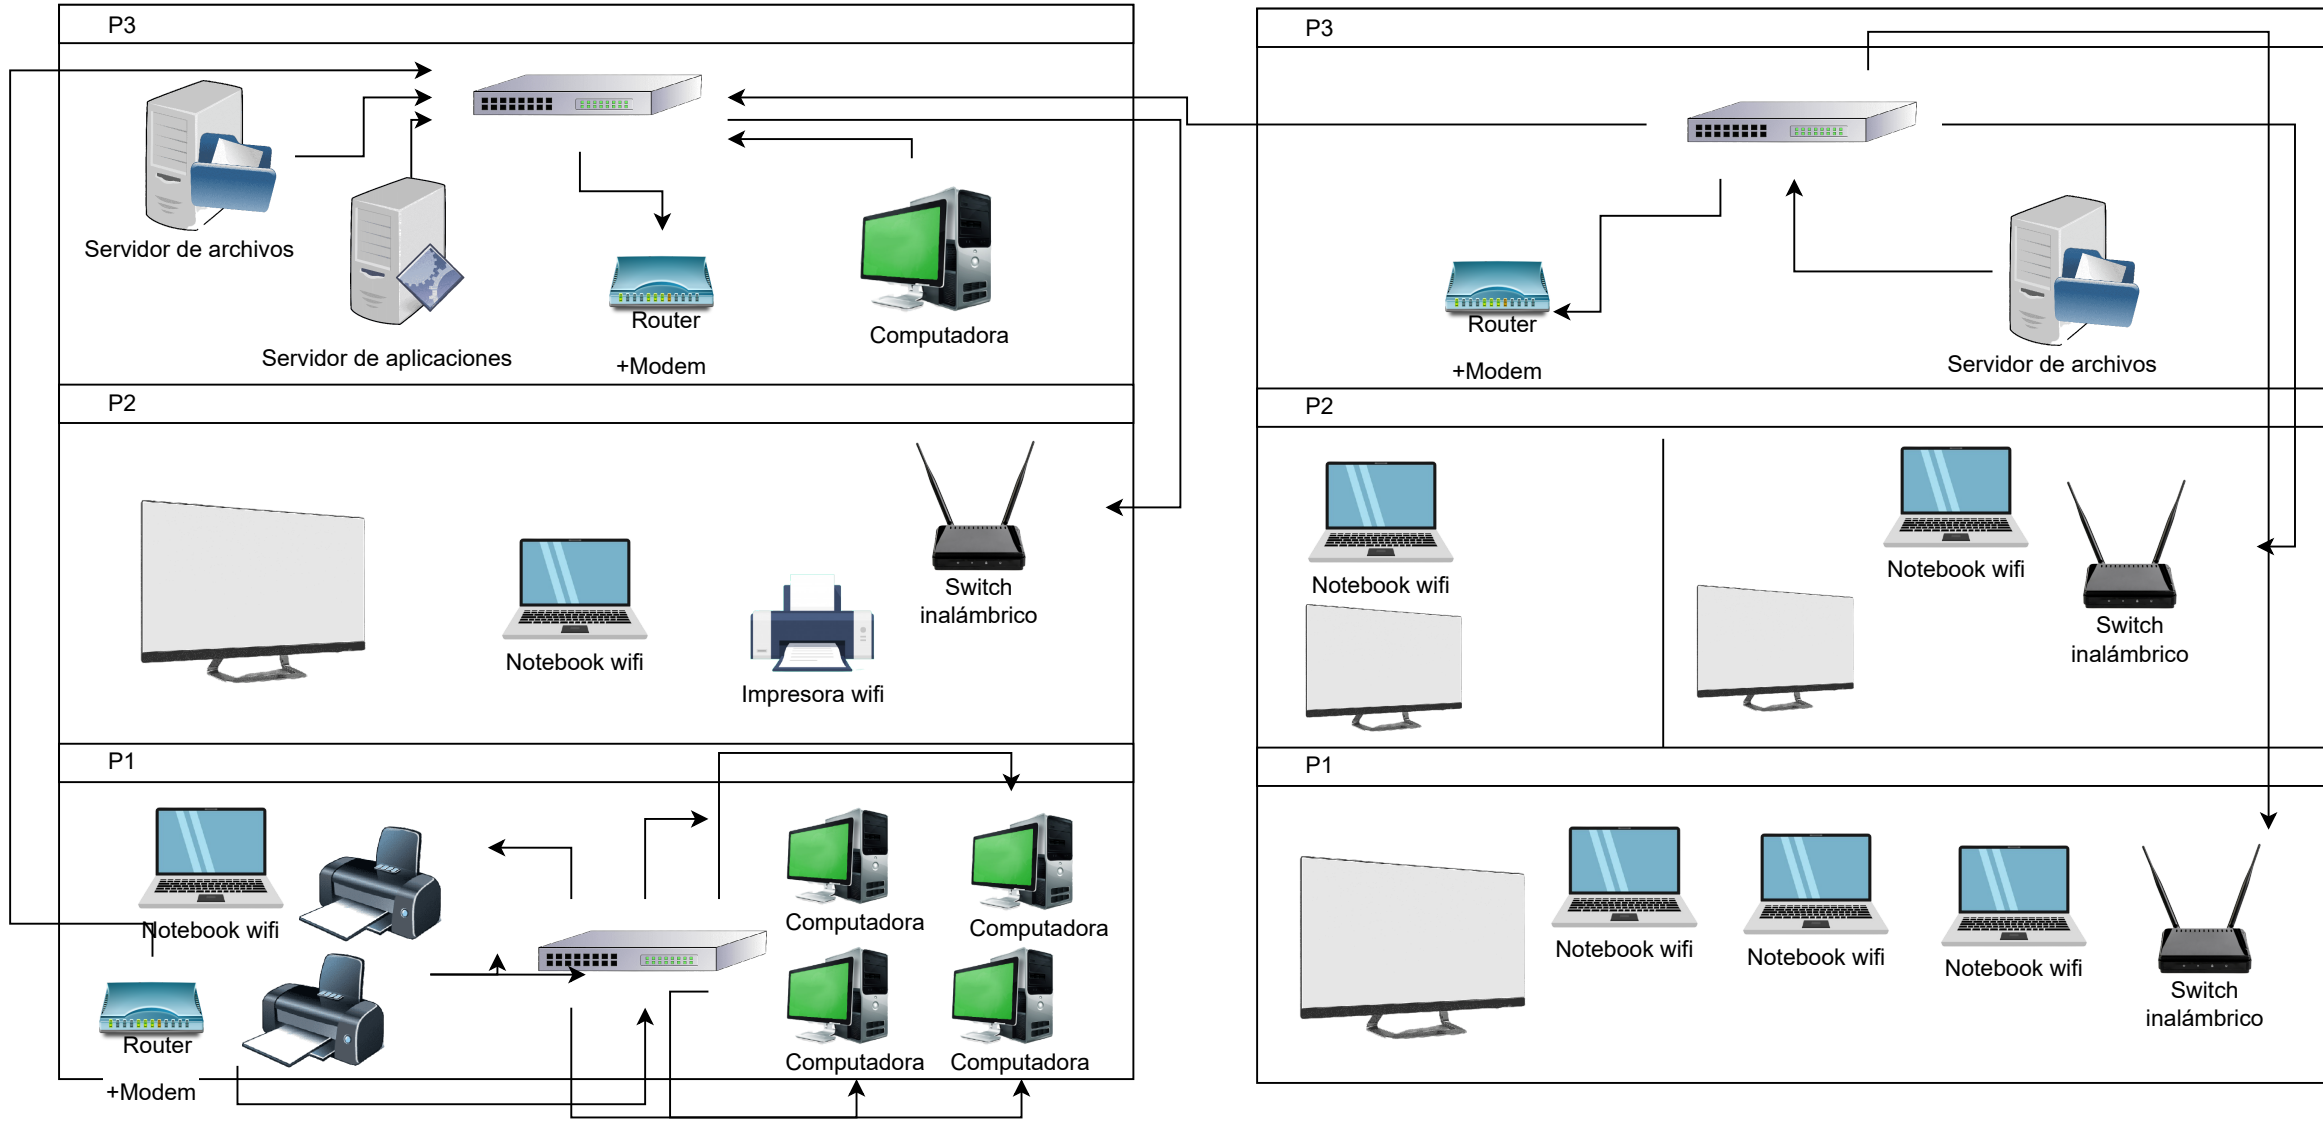 P3
Servidor de archivos
Servidor de aplicaciones
Router
+Modem
Computadora
P2
Notebook wifi
Impresora wifi
Switch
inalámbrico
P1
Notebook wifi
Router
+Modem
Computadora
Computadora
Computadora
Computadora
P3
Router
+Modem
Servidor de archivos
P2
Notebook wifi
Notebook wifi
Switch
inalámbrico
P1
Notebook wifi
Notebook wifi
Notebook wifi
Switch
inalámbrico